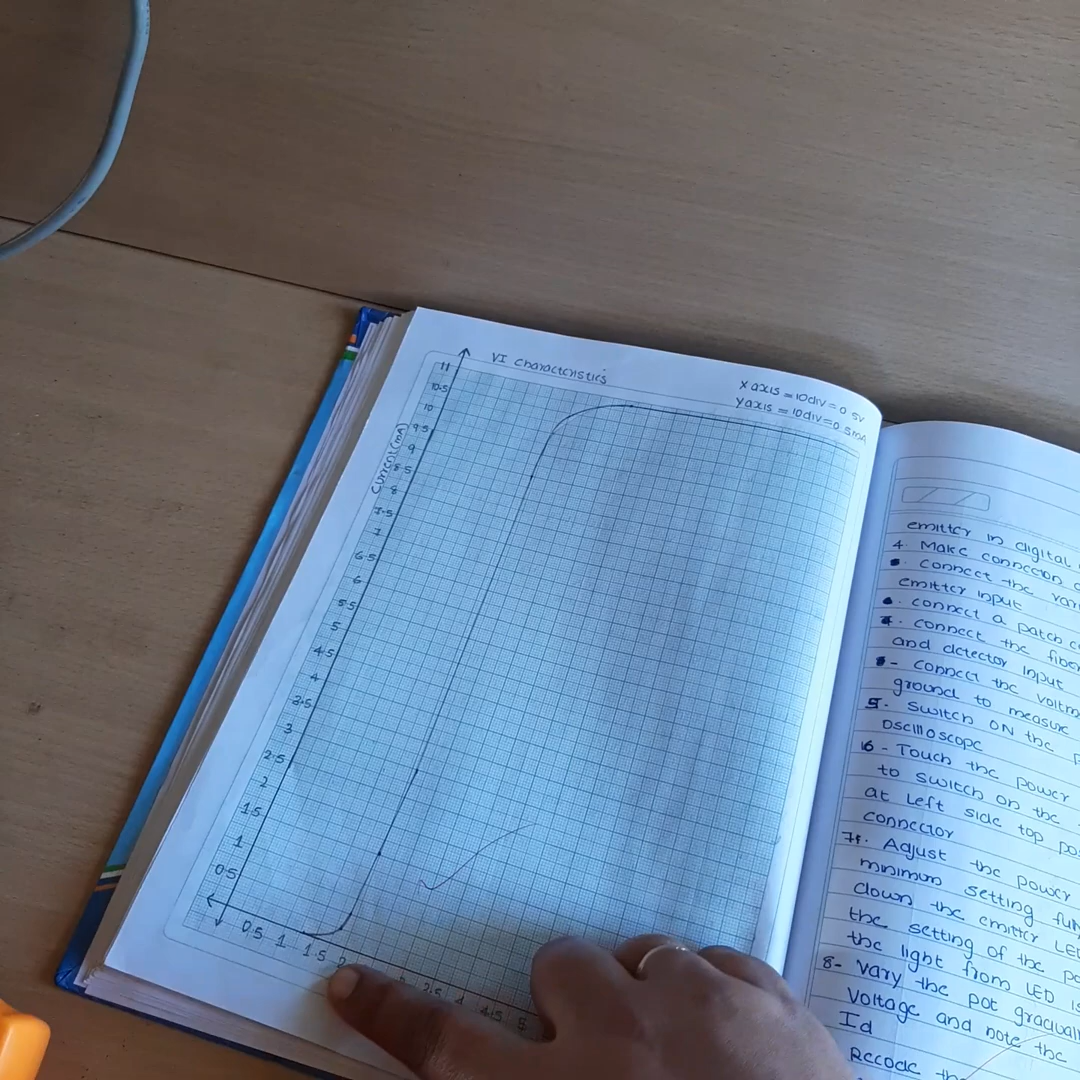 VI Characteristics
X axis = 10div = 0.5V
Y axis = 10div = 0.5mA
Current (mA)
11
10.5
10
9.5
9
8.5
8
7.5
7
6.5
6
5.5
5
4.5
4
3.5
3
2.5
2
1.5
1
0.5
0.5 1 1.5 2 4 4.5 5
emitter in digital
4. Make connection
connect the
emitter input
connect a patch
connect the fiber
and detector input
connect the
ground to measure
5. Switch ON the
oscilloscope
6 - Touch the power
to switch on the
at left side top
connector
7. Adjust the power
minimum setting
down the emitter LED
the setting of the
the light from LED is
8- Vary the pot gradually
Voltage and note the
Id